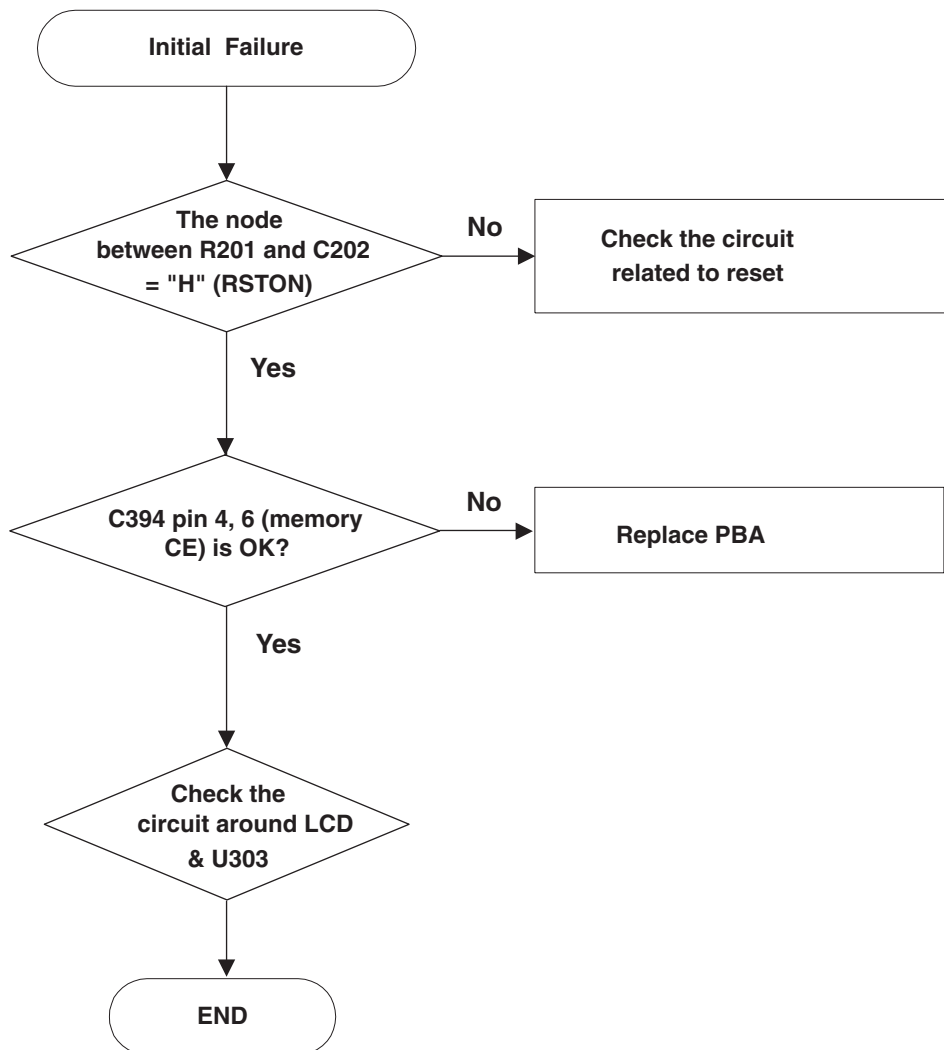 Initial Failure
The node
between R201 and C202
= "H" (RSTON)
No
Check the circuit
related to reset
Yes
C394 pin 4, 6 (memory
CE) is OK?
No
Replace PBA
Yes
Check the
circuit around LCD
& U303
END